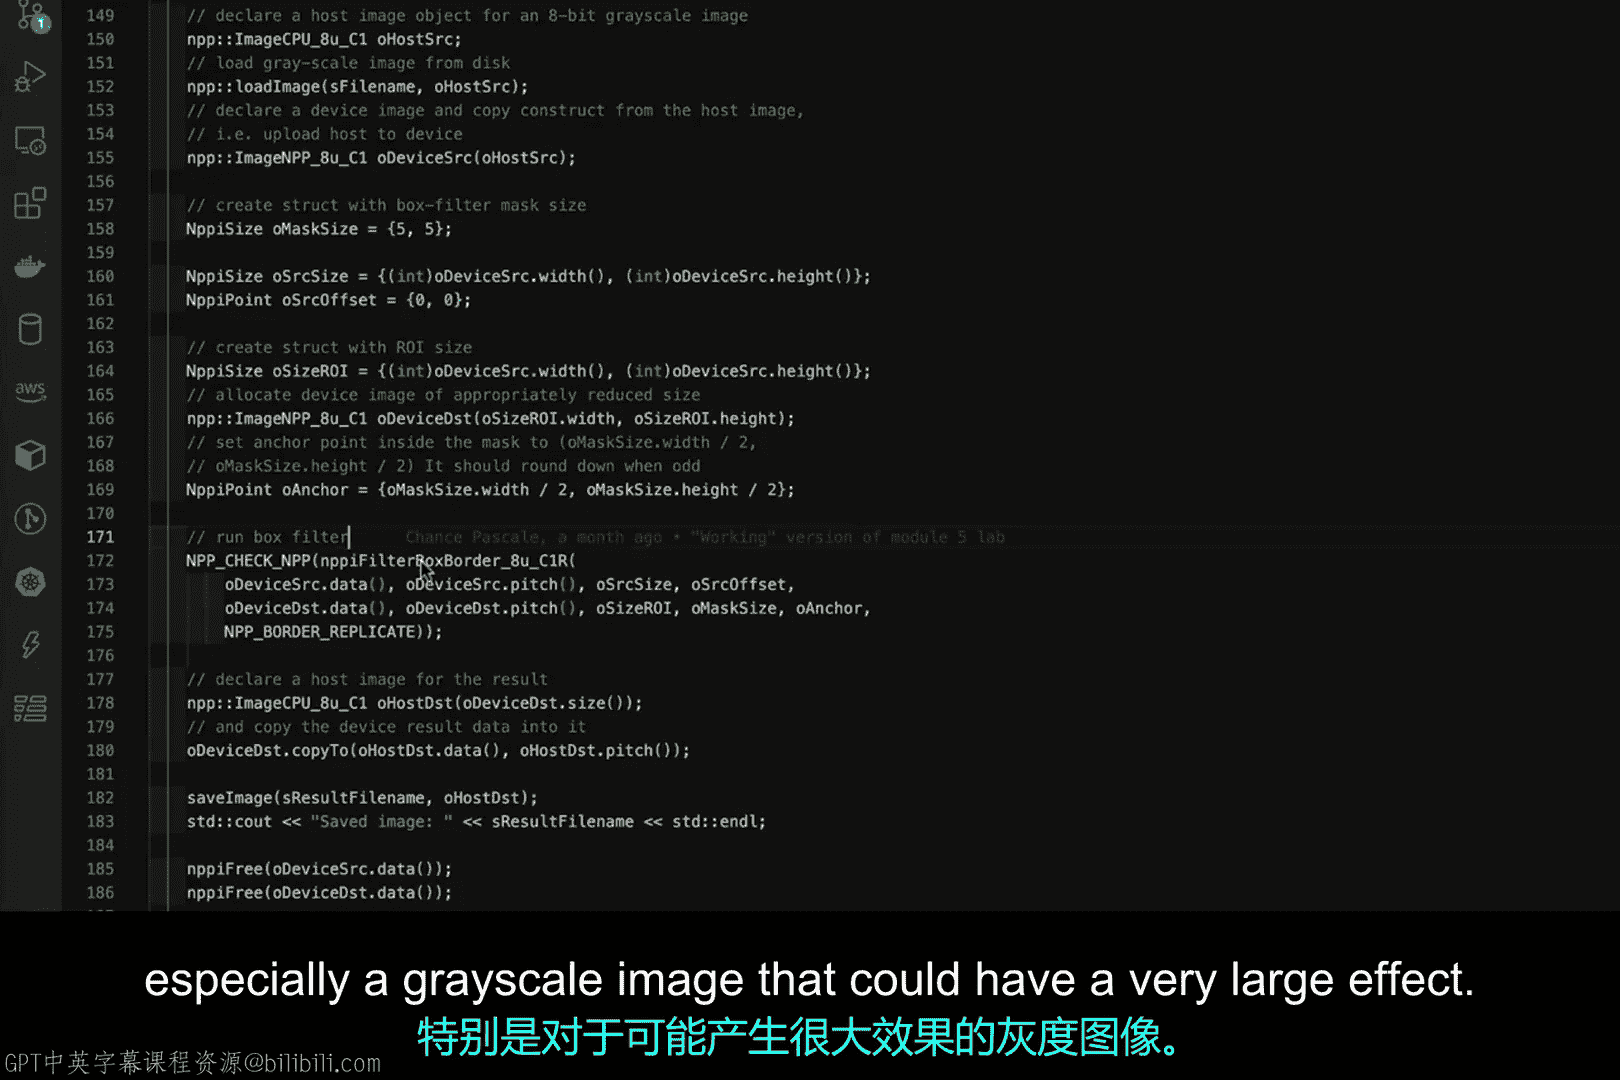 149 // declare a host image object for an 8-bit grayscale image
150 npp::ImageCPU_8u_C1 oHostSrc;
151 // load gray-scale image from disk
152 npp::loadImage(sFilename, oHostSrc);
153 // declare a device image and copy construct from the host image,
154 // i.e. upload host to device
155 npp::ImageNPP_8u_C1 oDeviceSrc(oHostSrc);
156
157 // create struct with box-filter mask size
158 NppiSize oMaskSize = {5, 5};
159
160 NppiSize oSrcSize = {(int)oDeviceSrc.width(), (int)oDeviceSrc.height()};
161 NppiPoint oSrcOffset = {0, 0};
162
163 // create struct with ROI size
164 NppiSize oSizeROI = {(int)oDeviceSrc.width(), (int)oDeviceSrc.height()};
165 // allocate device image of appropriately reduced size
166 npp::ImageNPP_8u_C1 oDeviceDst(oSizeROI.width, oSizeROI.height);
167 // set anchor point inside the mask to (oMaskSize.width / 2,
168 // oMaskSize.height / 2) It should round down when odd
169 NppiPoint oAnchor = {oMaskSize.width / 2, oMaskSize.height / 2};
170
171 // run box filter Chance Pascale, a month ago • "Working" version of module 5 lab
172 NPP_CHECK_NPP(nppiFilterBoxBorder_8u_C1R(
173 oDeviceSrc.data(), oDeviceSrc.pitch(), oSrcSize, oSrcOffset,
174 oDeviceDst.data(), oDeviceDst.pitch(), oSizeROI, oMaskSize, oAnchor,
175 NPP_BORDER_REPLICATE));
176
177 // declare a host image for the result
178 npp::ImageCPU_8u_C1 oHostDst(oDeviceDst.size());
179 // and copy the device result data into it
180 oDeviceDst.copyTo(oHostDst.data(), oHostDst.pitch());
181
182 saveImage(sResultFilename, oHostDst);
183 std::cout << "Saved image: " << sResultFilename << std::endl;
184
185 nppiFree(oDeviceSrc.data());
186 nppiFree(oDeviceDst.data());
1
aws
especially a grayscale image that could have a very large effect.
特别是对于可能产生很大效果的灰度图像。
GPT中英字幕课程资源@bilibili.com